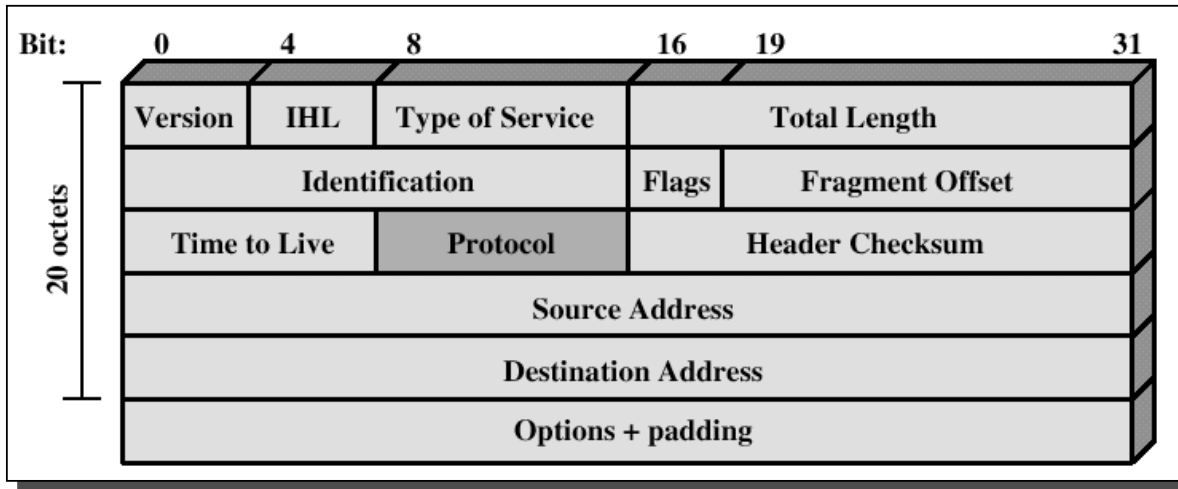 Bit: 0 4 8 16 19 31
Version IHL Type of Service Total Length
Identification Flags Fragment Offset
Time to Live Protocol Header Checksum
Source Address
Destination Address
Options + padding
20 octets